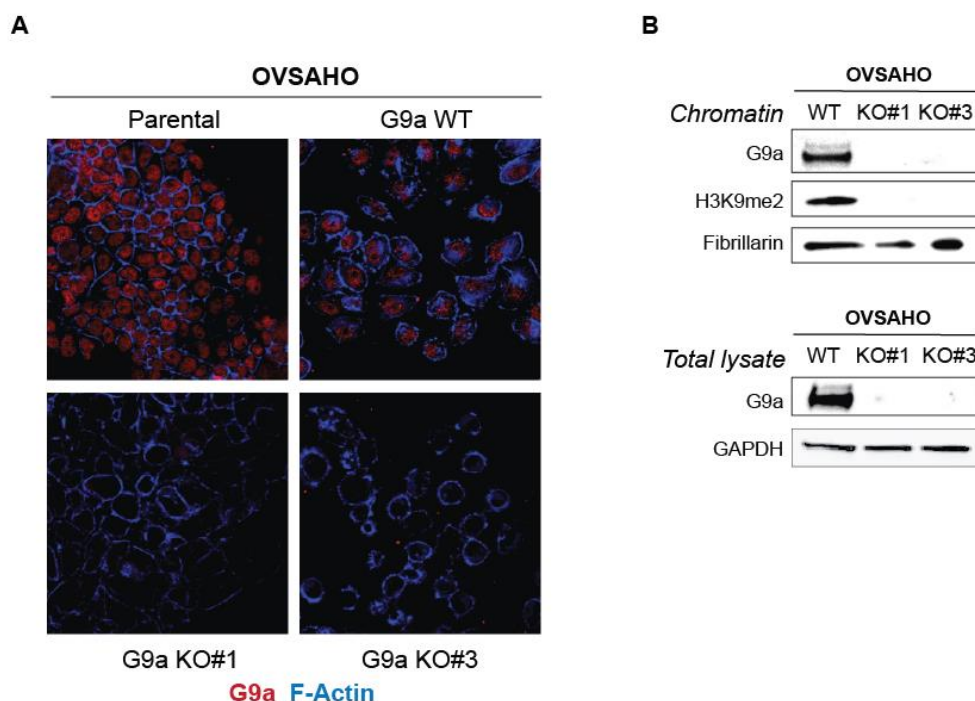 A
OVSAHO
Parental G9a WT
G9a KO#1 G9a KO#3
G9a F-Actin
B
OVSAHO
Chromatin WT KO#1 KO#3
G9a
H3K9me2
Fibrillarin
OVSAHO
Total lysate WT KO#1 KO#3
G9a
GAPDH